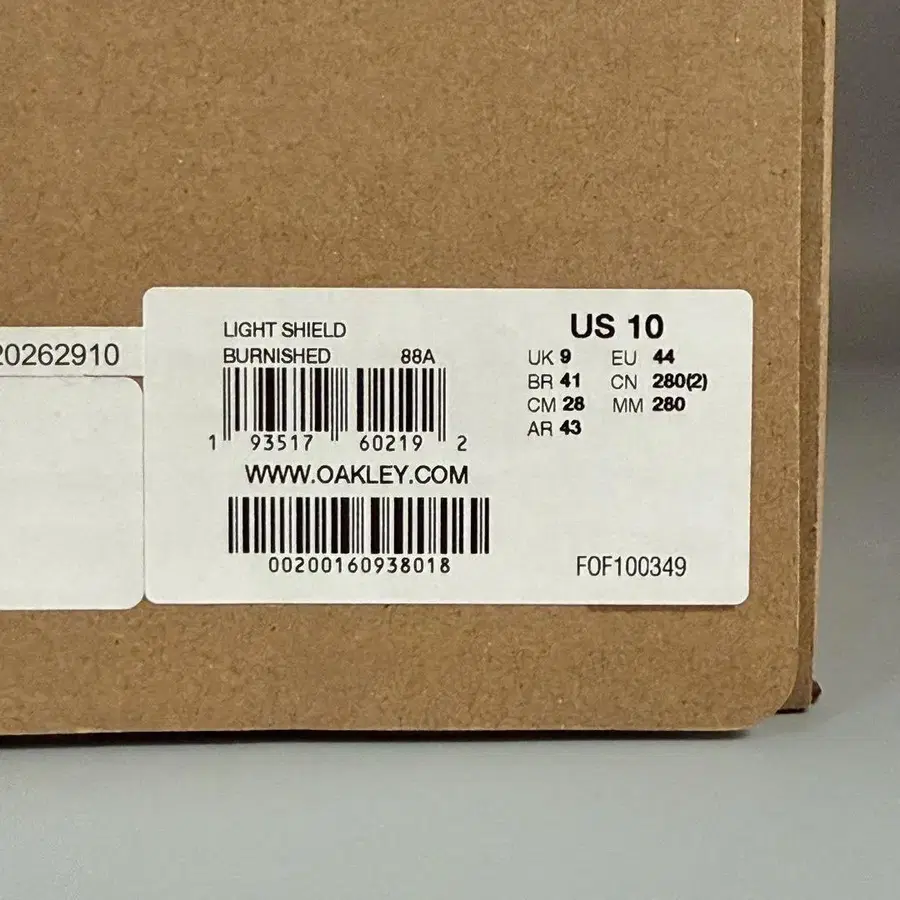 20262910
LIGHT SHIELD
BURNISHED 88A
1 93517 60219 2
WWW.OAKLEY.COM
00200160938018
US 10
UK 9 EU 44
BR 41 CN 280(2)
CM 28 MM 280
AR 43
FOF100349